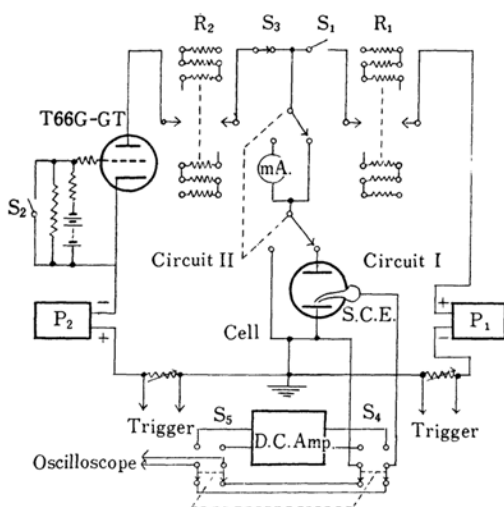 R₂ S₃ S₁ R₁
T66G-GT
mA.
S₂
Circuit II Circuit I
− +
P₂ S.C.E. P₁
+ Cell −
S₅ S₄
Trigger D.C. Amp. Trigger
Oscilloscope